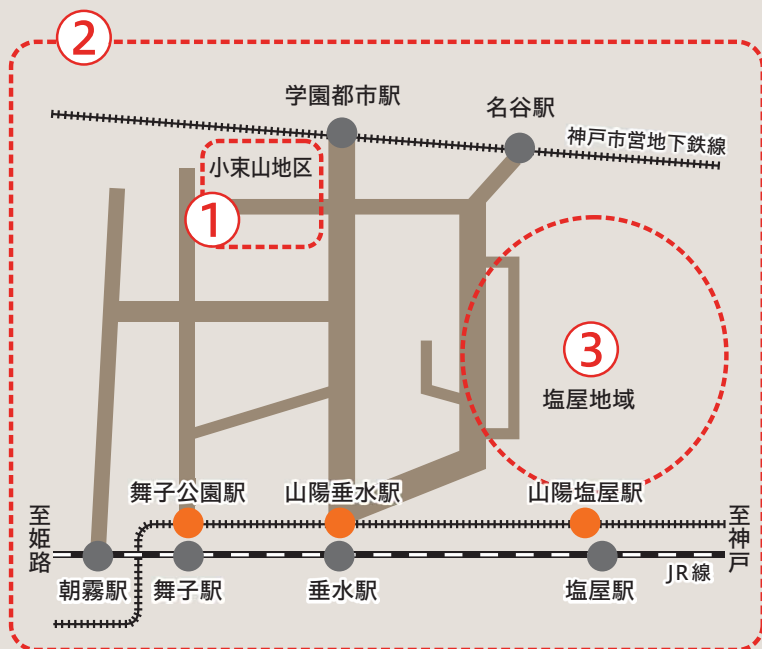 ②
学園都市駅
名谷駅
神戸市営地下鉄線
小束山地区
①
③
塩屋地域
舞子公園駅
山陽垂水駅
山陽塩屋駅
至姫路
至神戸
朝霧駅
舞子駅
垂水駅
塩屋駅
JR線